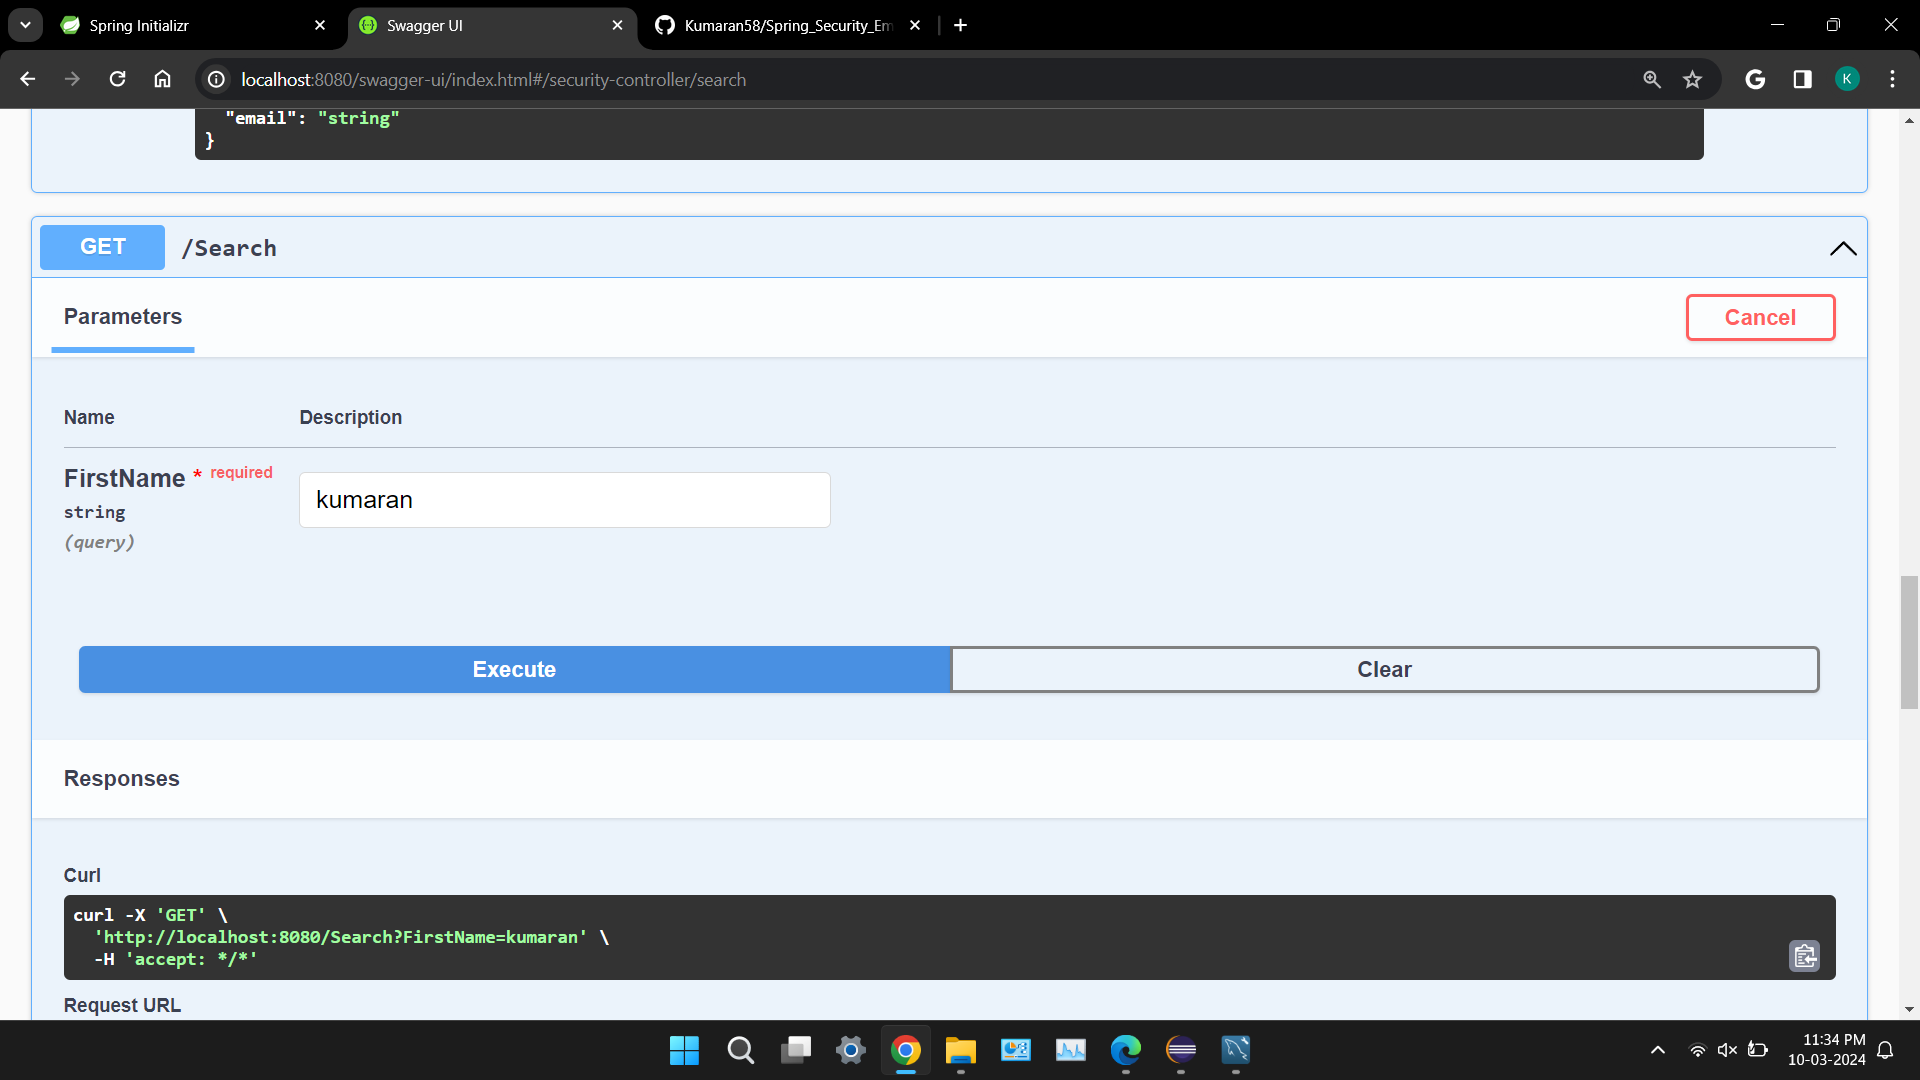 Spring Initializr
Swagger UI
Kumaran58/Spring_Security_Em
localhost:8080/swagger-ui/index.html#/security-controller/search
K
"email": "string"
}
GET /Search
Parameters
Cancel
Name Description
FirstName * required
string
(query)
kumaran
Execute Clear
Responses
Curl
curl -X 'GET' \
'http://localhost:8080/Search?FirstName=kumaran' \
-H 'accept: */*'
Request URL
11:34 PM
10-03-2024